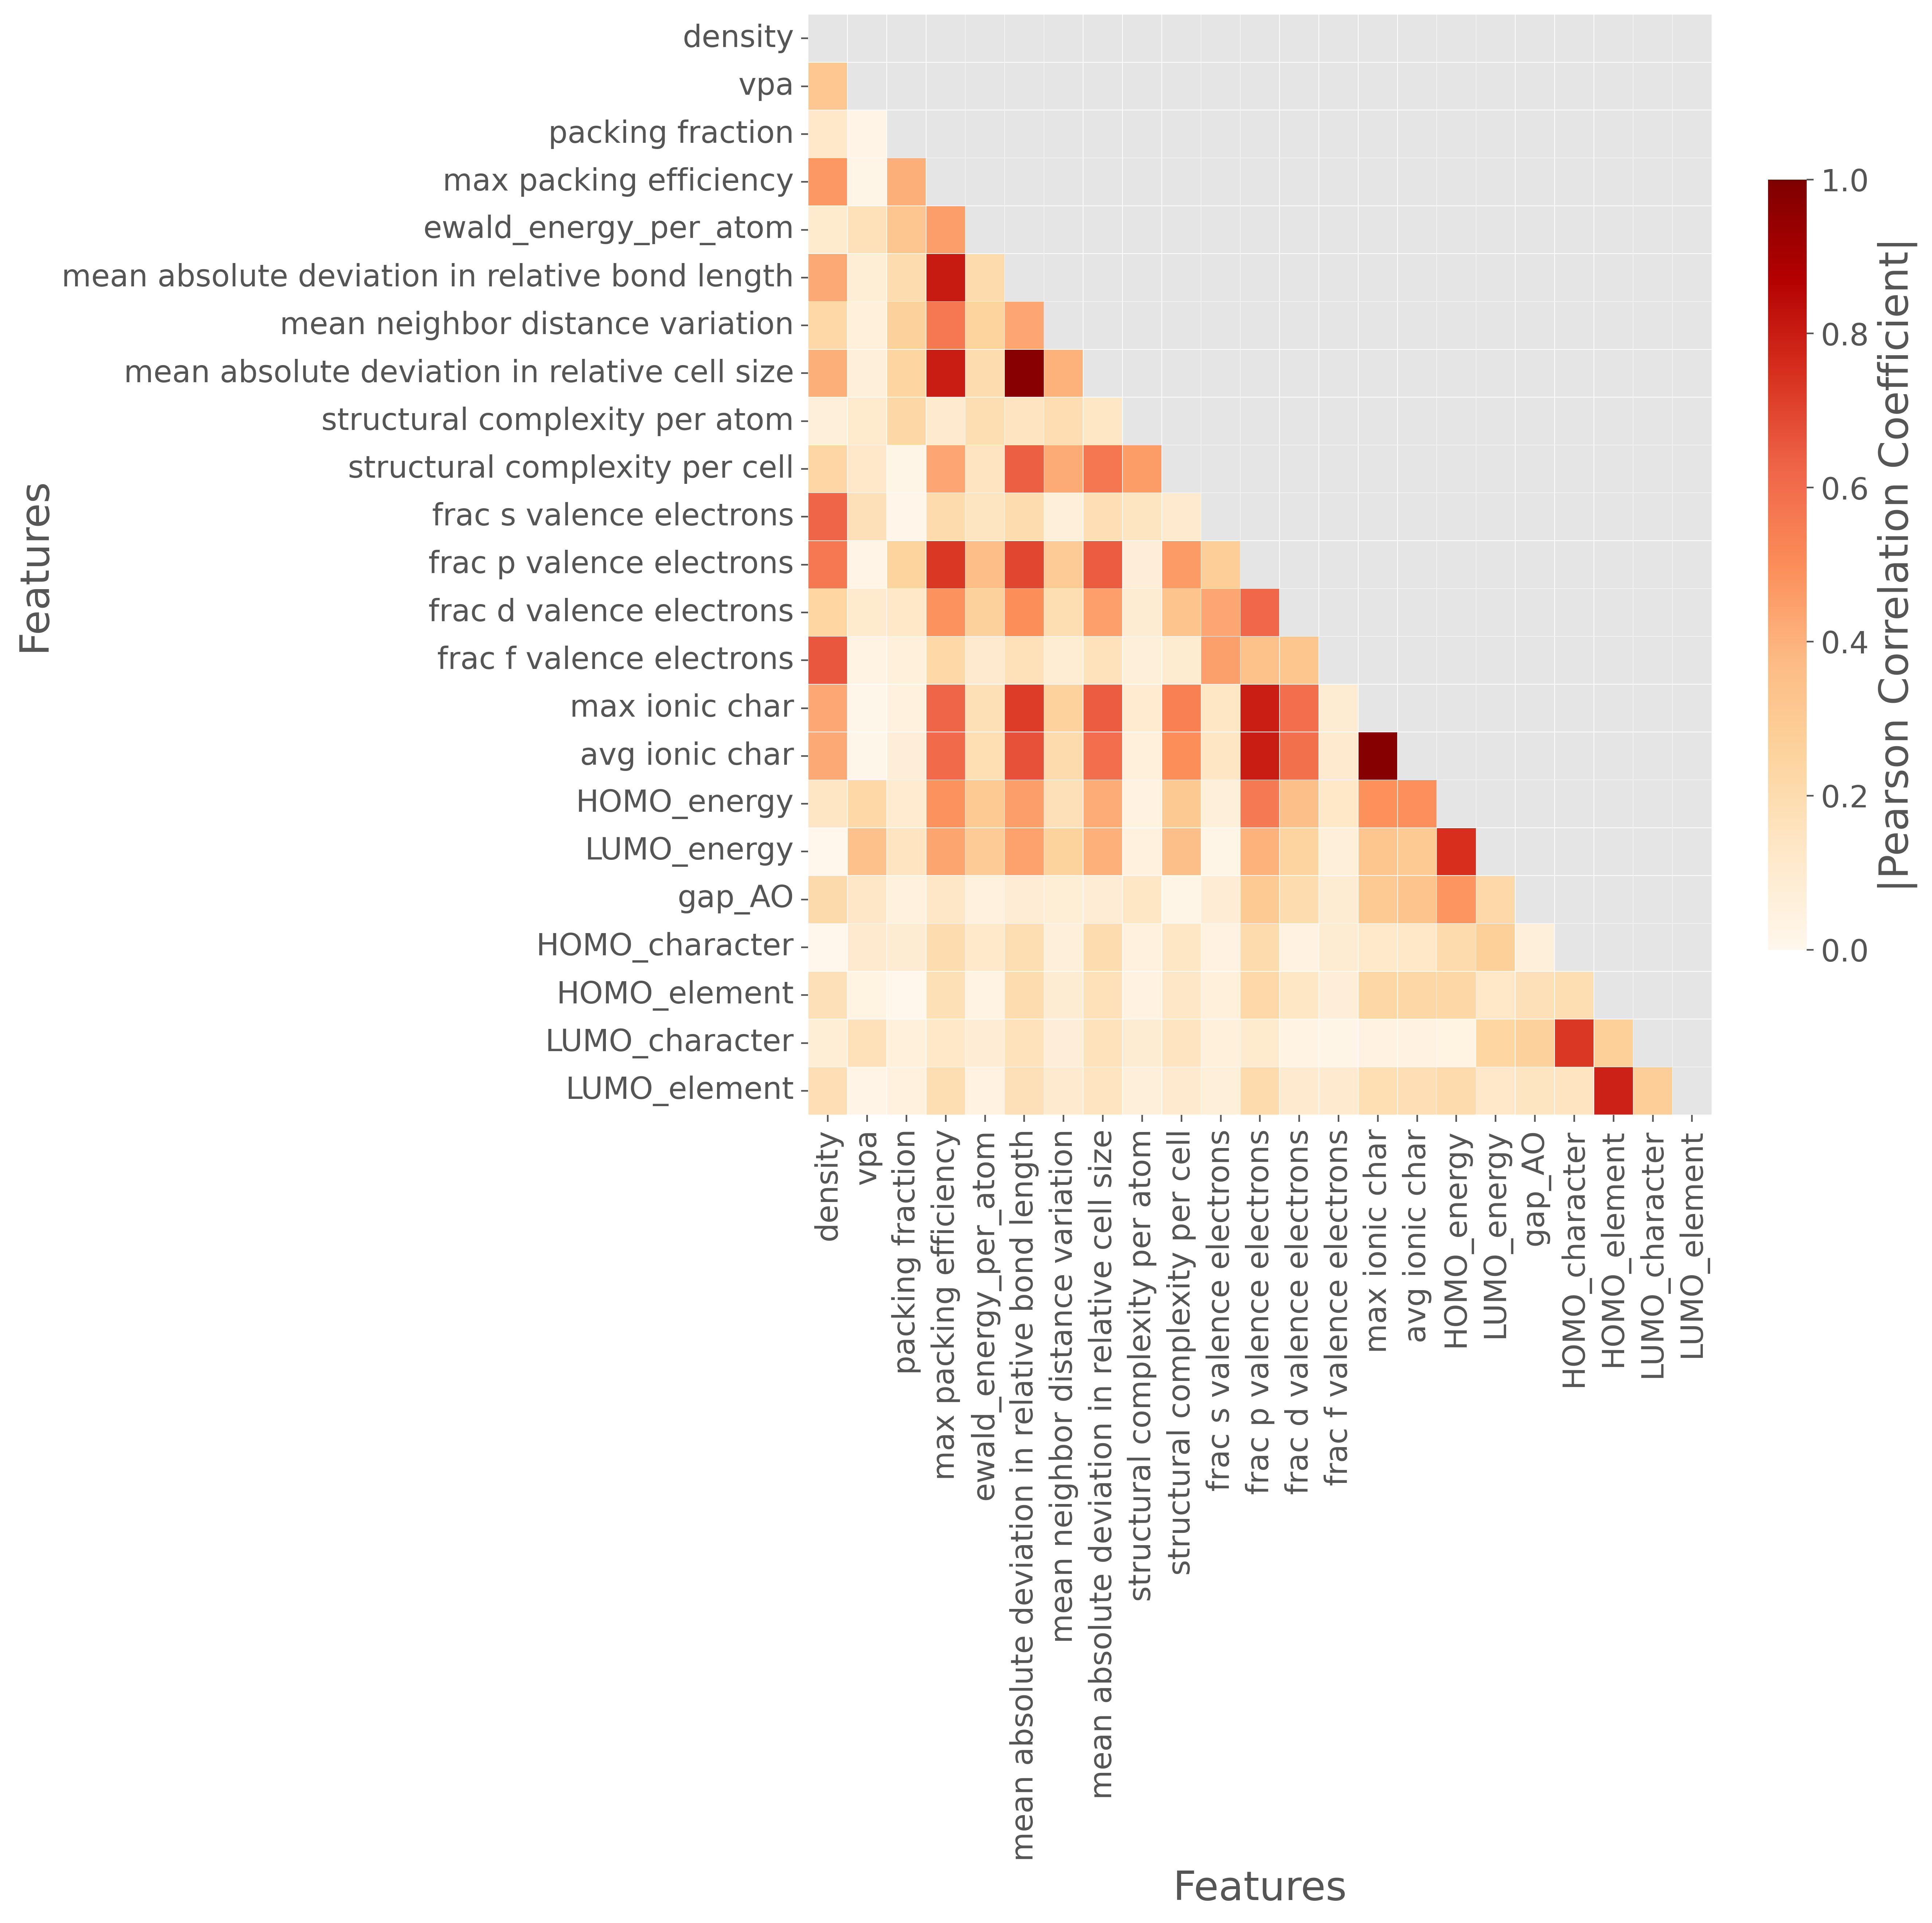 density
vpa
packing fraction
max packing efficiency
ewald_energy_per_atom
mean absolute deviation in relative bond length
mean neighbor distance variation
mean absolute deviation in relative cell size
structural complexity per atom
structural complexity per cell
frac s valence electrons
frac p valence electrons
frac d valence electrons
frac f valence electrons
max ionic char
avg ionic char
HOMO_energy
LUMO_energy
gap_AO
HOMO_character
HOMO_element
LUMO_character
LUMO_element
Features
density
vpa
packing fraction
max packing efficiency
ewald_energy_per_atom
mean absolute deviation in relative bond length
mean neighbor distance variation
mean absolute deviation in relative cell size
structural complexity per atom
structural complexity per cell
frac s valence electrons
frac p valence electrons
frac d valence electrons
frac f valence electrons
max ionic char
avg ionic char
HOMO_energy
LUMO_energy
gap_AO
HOMO_character
HOMO_element
LUMO_character
LUMO_element
Features
1.0
0.8
0.6
0.4
0.2
0.0
|Pearson Correlation Coefficient|